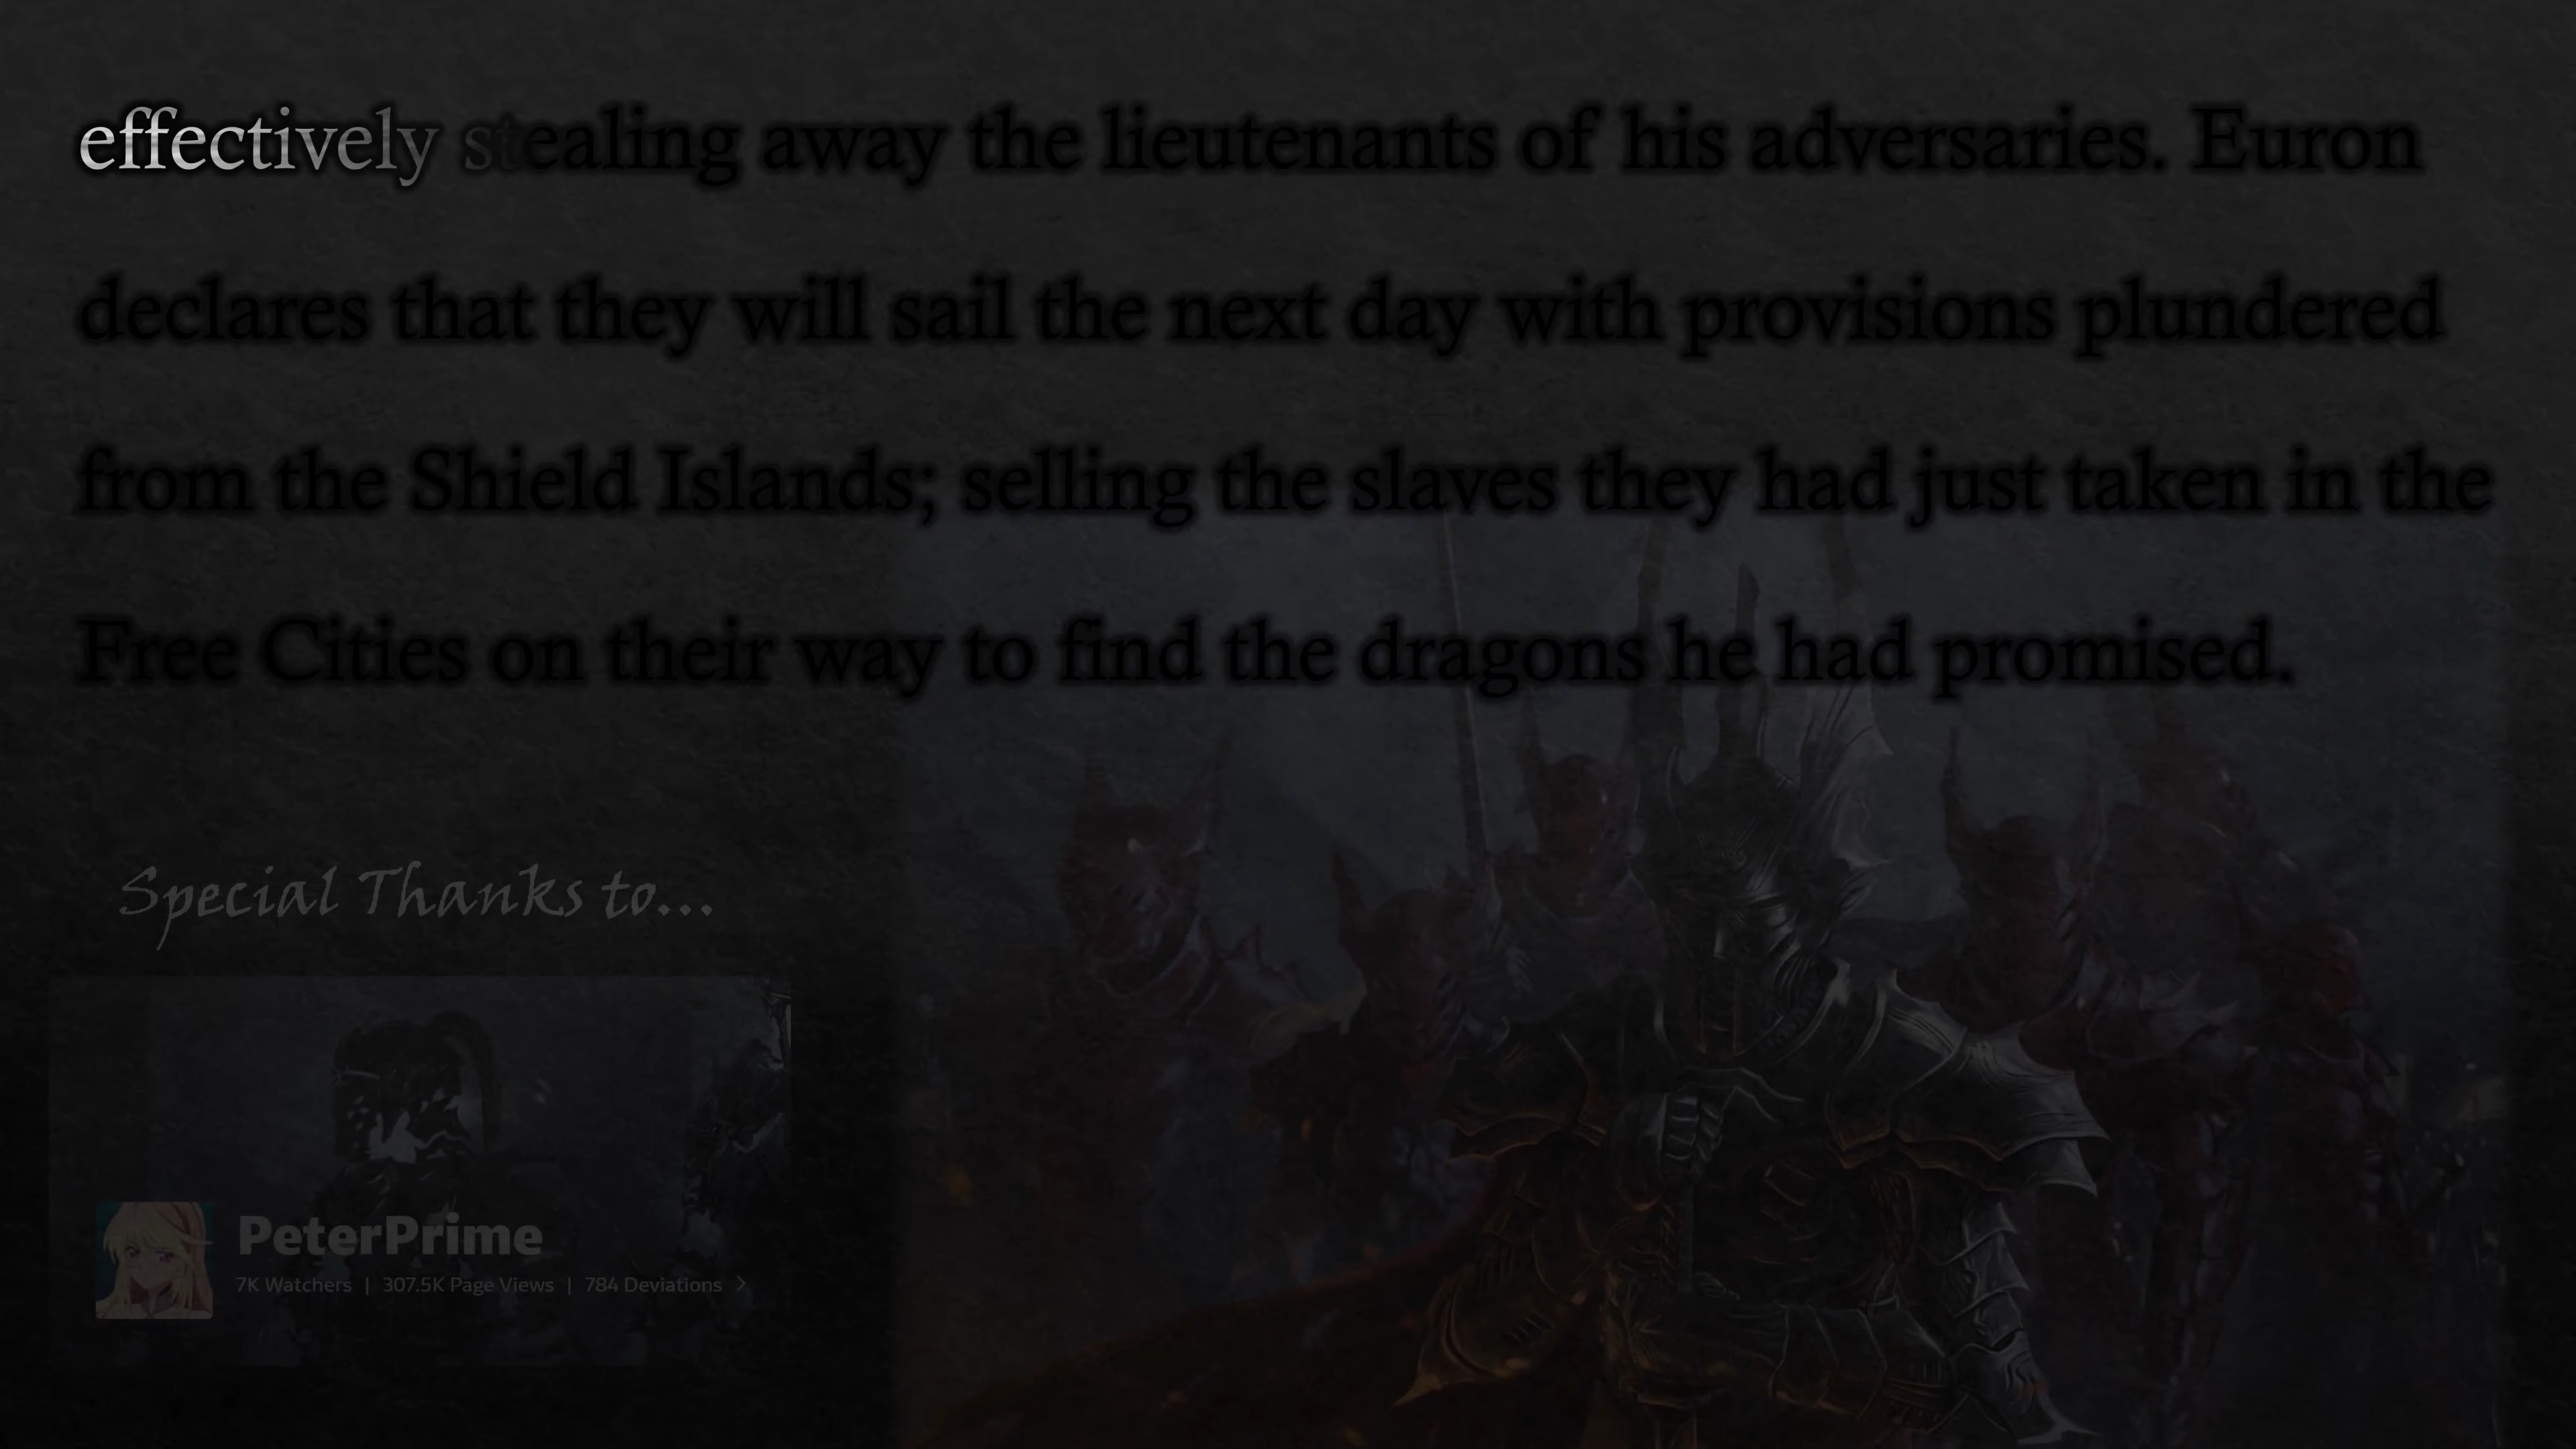 effectively stealing away the lieutenants of his adversaries. Euron
declares that they will sail the next day with provisions plundered
from the Shield Islands; selling the slaves they had just taken in the
Free Cities on their way to find the dragons he had promised.
Special Thanks to...
PeterPrime
7K Watchers | 307.5K Page Views | 784 Deviations >